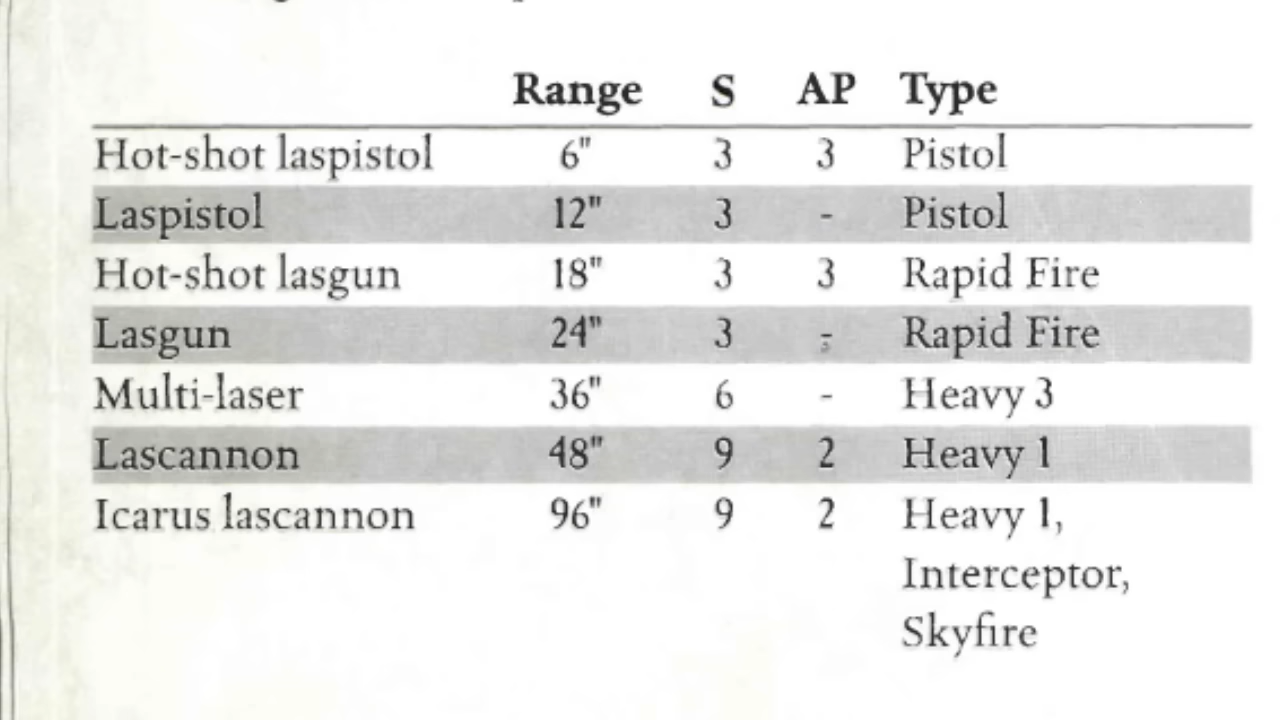 Range S AP Type
Hot-shot laspistol 6" 3 3 Pistol
Laspistol 12" 3 - Pistol
Hot-shot lasgun 18" 3 3 Rapid Fire
Lasgun 24" 3 - Rapid Fire
Multi-laser 36" 6 - Heavy 3
Lascannon 48" 9 2 Heavy 1
Icarus lascannon 96" 9 2 Heavy 1,
Interceptor,
Skyfire